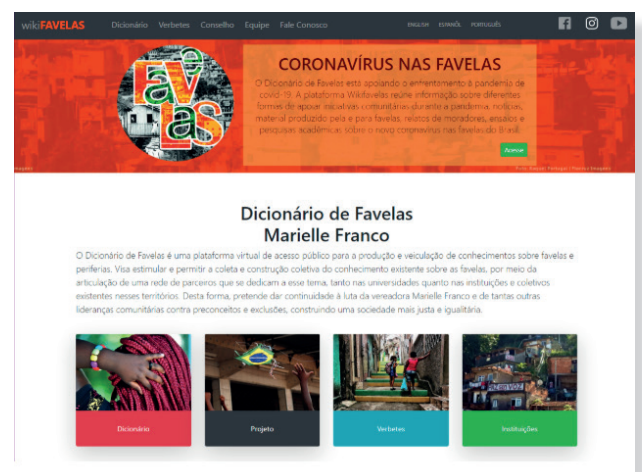 wikiFAVELAS Dicionário Verbetes Conselho Equipe Fale Conosco ENGLISH ESPAÑOL PORTUGUÊS
CORONAVÍRUS NAS FAVELAS
O Dicionário de Favelas está apoiando o enfrentamento à pandemia de
covid-19. A plataforma Wikifavelas reúne informação sobre diferentes
formas de apoiar iniciativas comunitárias durante a pandemia, notícias,
material produzido pela e para favelas, relatos de moradores, ensaios e
pesquisas acadêmicas sobre o novo coronavírus nas favelas do Brasil.
Acesse
Favelas
Dicionário de Favelas
Marielle Franco
O Dicionário de Favelas é uma plataforma virtual de acesso público para a produção e veiculação de conhecimentos sobre favelas e
periferias. Visa estimular e permitir a coleta e construção coletiva do conhecimento existente sobre as favelas, por meio da
articulação de uma rede de parceiros que se dedicam a esse tema, tanto nas universidades quanto nas instituições e coletivos
existentes nesses territórios. Desta forma, pretende dar continuidade à luta da vereadora Marielle Franco e de tantas outras
lideranças comunitárias contra preconceitos e exclusões, construindo uma sociedade mais justa e igualitária.
Dicionário Projeto Verbetes Instituições